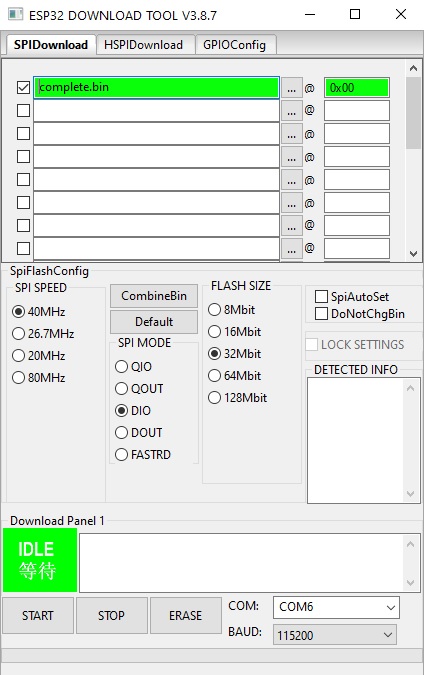 ESP32 DOWNLOAD TOOL V3.8.7
SPIDownload HSPIDownload GPIOConfig
complete.bin ... @ 0x00
... @
... @
... @
... @
... @
... @
... @
SpiFlashConfig
SPI SPEED
40MHz
26.7MHz
20MHz
80MHz
CombineBin
Default
SPI MODE
QIO
QOUT
DIO
DOUT
FASTRD
FLASH SIZE
8Mbit
16Mbit
32Mbit
64Mbit
128Mbit
SpiAutoSet
DoNotChgBin
LOCK SETTINGS
DETECTED INFO
Download Panel 1
IDLE
等待
START STOP ERASE
COM: COM6
BAUD: 115200